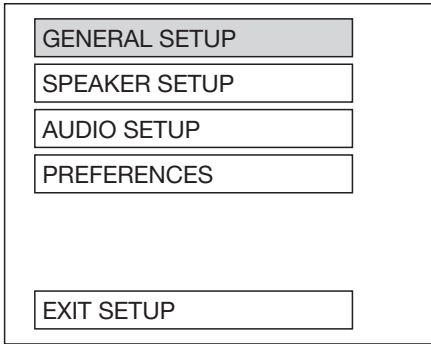 GENERAL SETUP
SPEAKER SETUP
AUDIO SETUP
PREFERENCES
EXIT SETUP